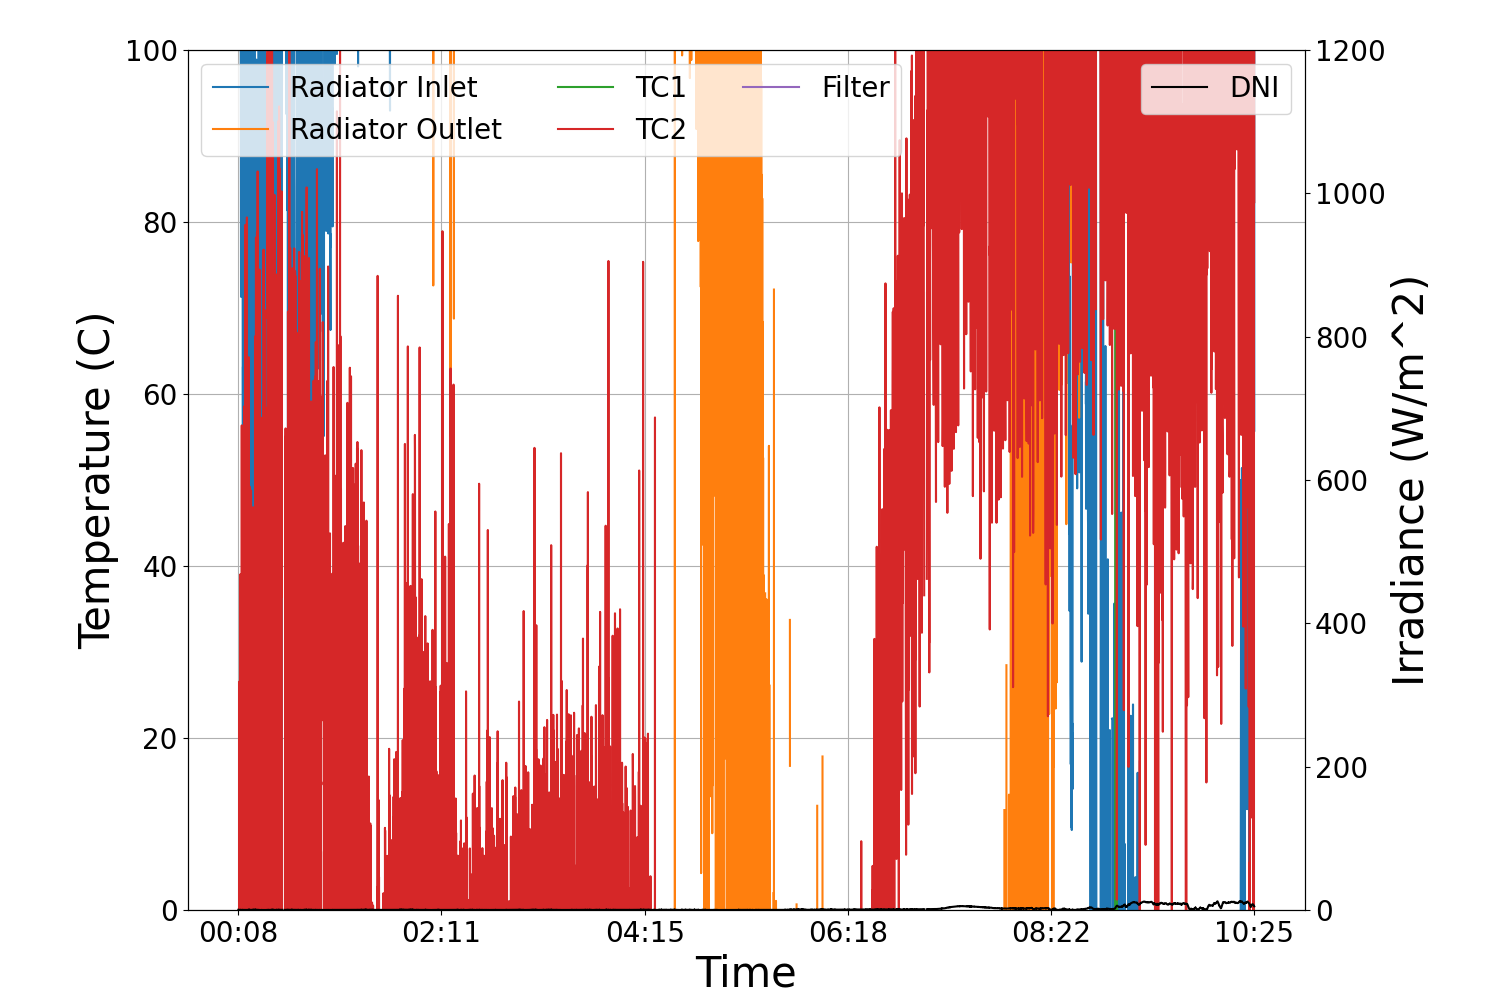 100
80
60
40
20
0
Temperature (C)
Radiator Inlet
Radiator Outlet
TC1
TC2
Filter
DNI
1200
1000
800
600
400
200
0
Irradiance (W/m^2)
00:08 02:11 04:15 06:18 08:22 10:25
Time